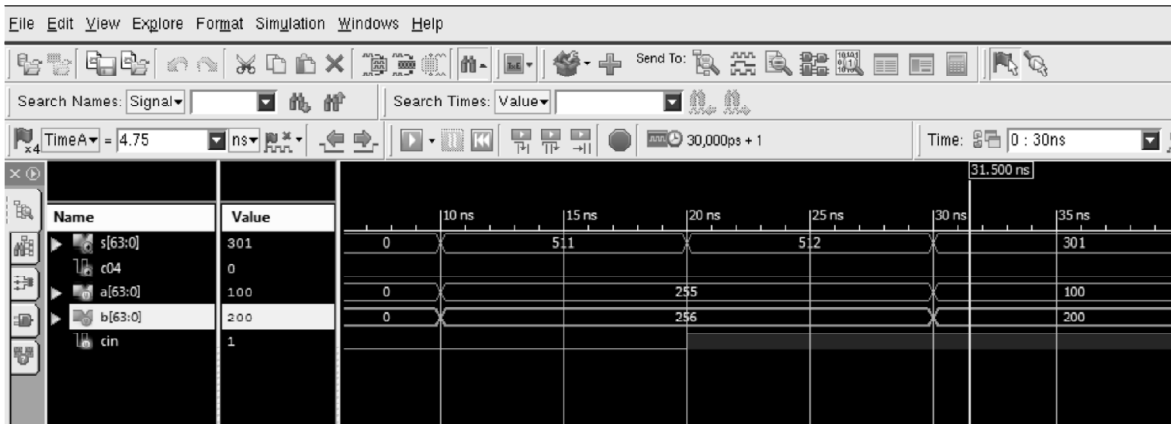 File Edit View Explore Format Simulation Windows Help
Send To:
Search Names: Signal Search Times: Value
x4 TimeA = 4.75 ns 30,000ps + 1 Time: 0 : 30ns
31.500 ns
Name Value 10 ns 15 ns 20 ns 25 ns 30 ns 35 ns
s[63:0] 301 0 511 512 301
c04 0
a[63:0] 100 0 255 100
b[63:0] 200 0 256 200
cin 1